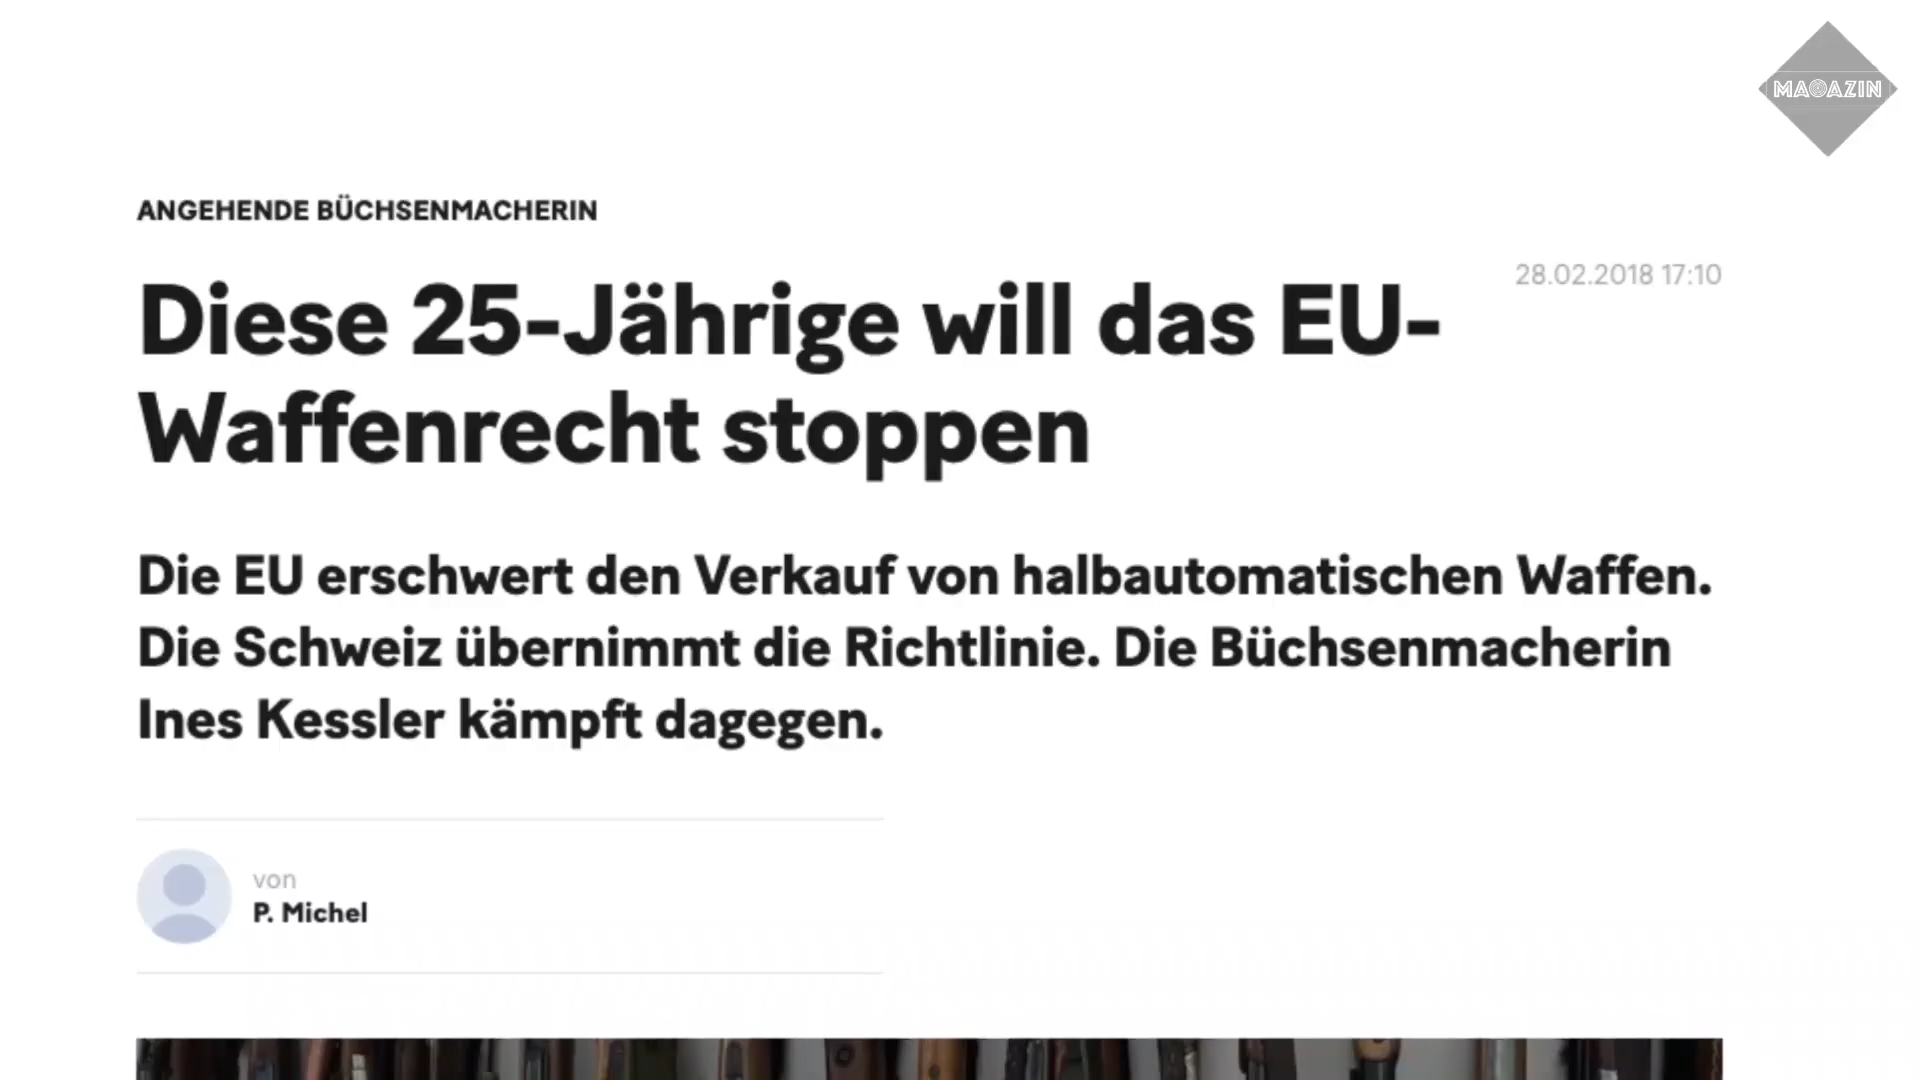 MAGAZIN
ANGEHENDE BÜCHSENMACHERIN
28.02.2018 17:10
Diese 25-Jährige will das EU-
Waffenrecht stoppen
Die EU erschwert den Verkauf von halbautomatischen Waffen.
Die Schweiz übernimmt die Richtlinie. Die Büchsenmacherin
Ines Kessler kämpft dagegen.
von
P. Michel